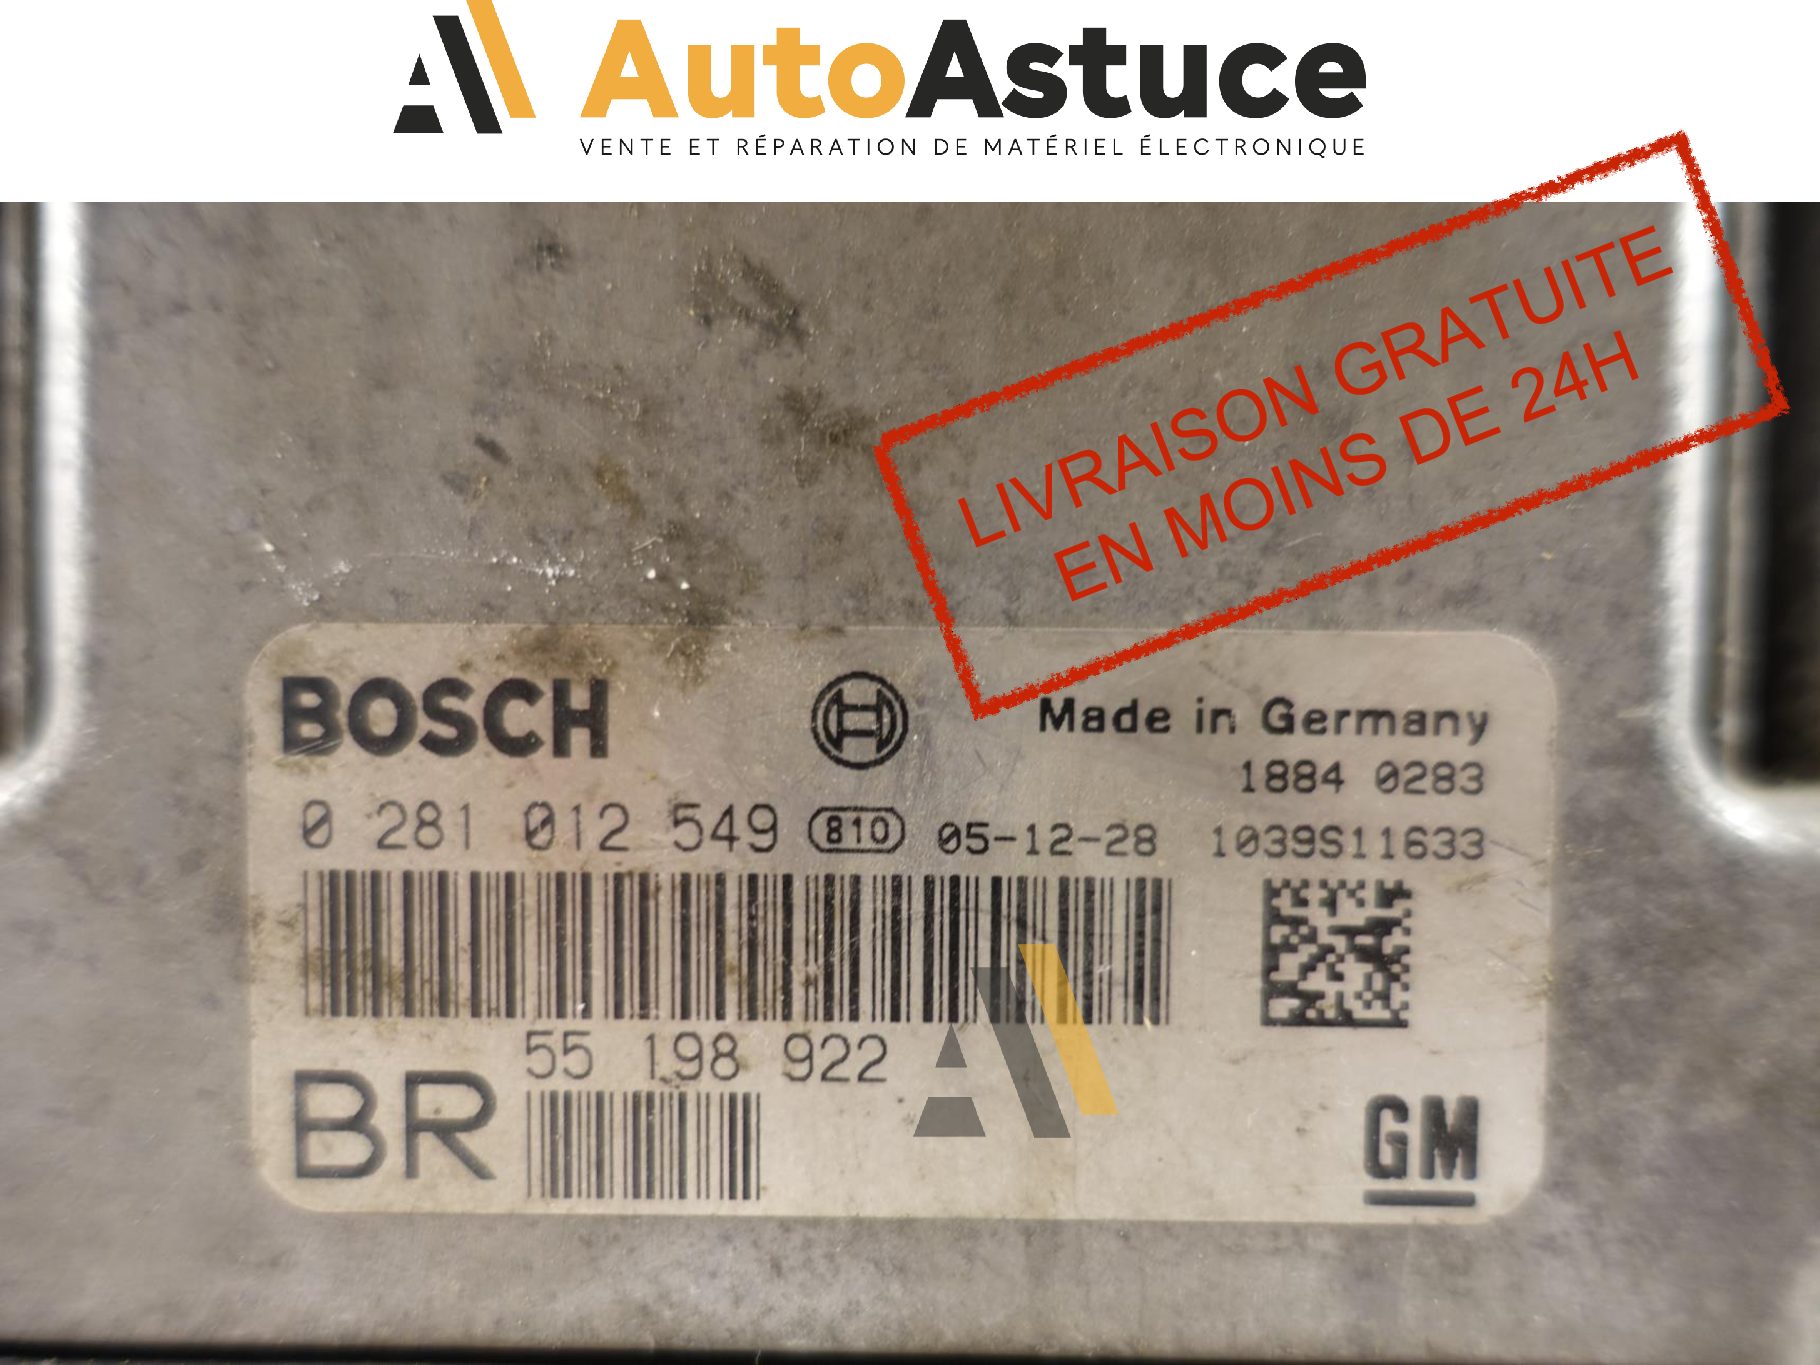 AutoAstuce
VENTE ET RÉPARATION DE MATÉRIEL ÉLECTRONIQUE
LIVRAISON GRATUITE
EN MOINS DE 24H
BOSCH
Made in Germany
1884 0283
0 281 012 549 810 05-12-28 1039S11633
55 198 922
BR
GM